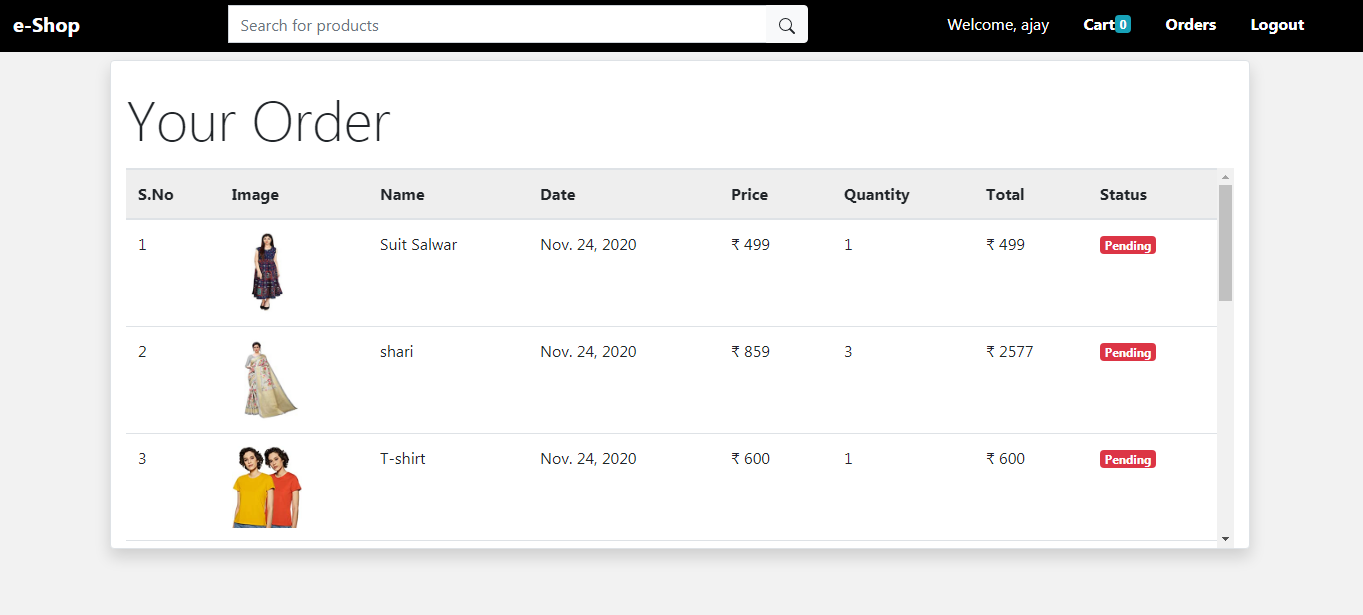 e-Shop Search for products Welcome, ajay Cart 0 Orders Logout
Your Order
S.No Image Name Date Price Quantity Total Status
1 Suit Salwar Nov. 24, 2020 ₹ 499 1 ₹ 499 Pending
2 shari Nov. 24, 2020 ₹ 859 3 ₹ 2577 Pending
3 T-shirt Nov. 24, 2020 ₹ 600 1 ₹ 600 Pending